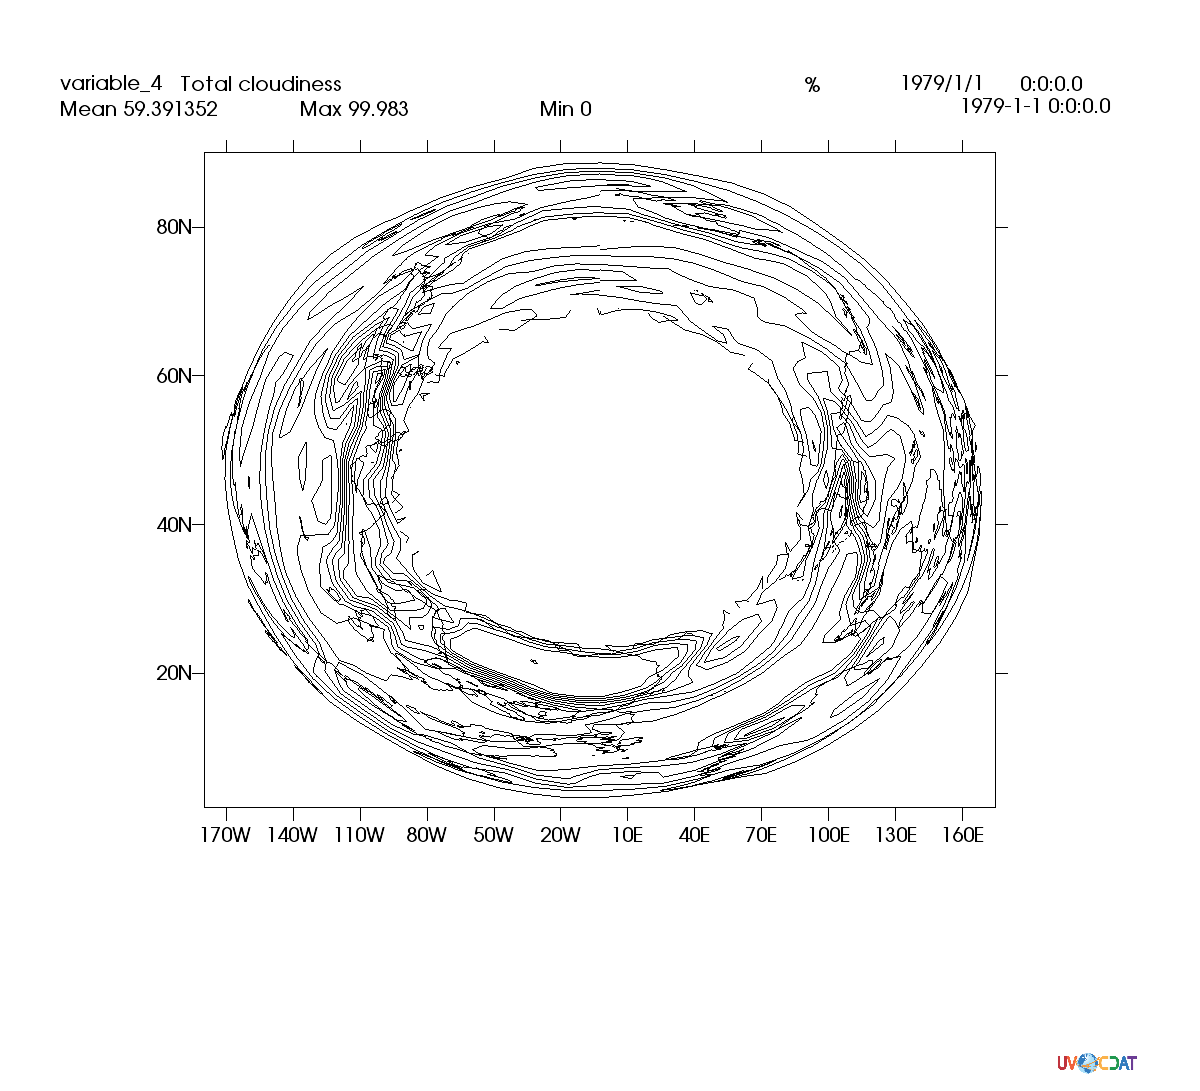 variable_4 Total cloudiness % 1979/1/1 0:0:0.0
Mean 59.391352 Max 99.983 Min 0 1979-1-1 0:0:0.0
80N
60N
40N
20N
170W 140W 110W 80W 50W 20W 10E 40E 70E 100E 130E 160E
UVCDAT